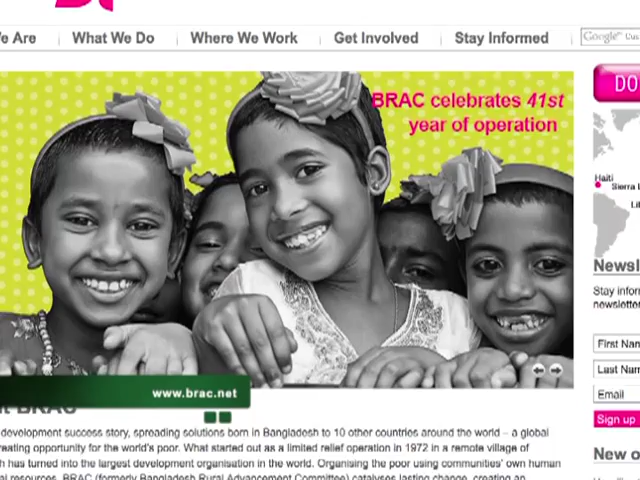 e Are
What We Do
Where We Work
Get Involved
Stay Informed
Google
BRAC celebrates 41st
year of operation
DO
Haiti
Sierra L
Newsl
Stay infor
newsletter
First Nan
Last Nam
Email
Sign up
www.brac.net
t BRAC
development success story, spreading solutions born in Bangladesh to 10 other countries around the world – a global
reating opportunity for the world's poor. What started out as a limited relief operation in 1972 in a remote village of
h has turned into the largest development organisation in the world. Organising the poor using communities' own human
al resources, BRAC (formerly Bangladesh Rural Advancement Committee) catalyses lasting change, creating an
New o